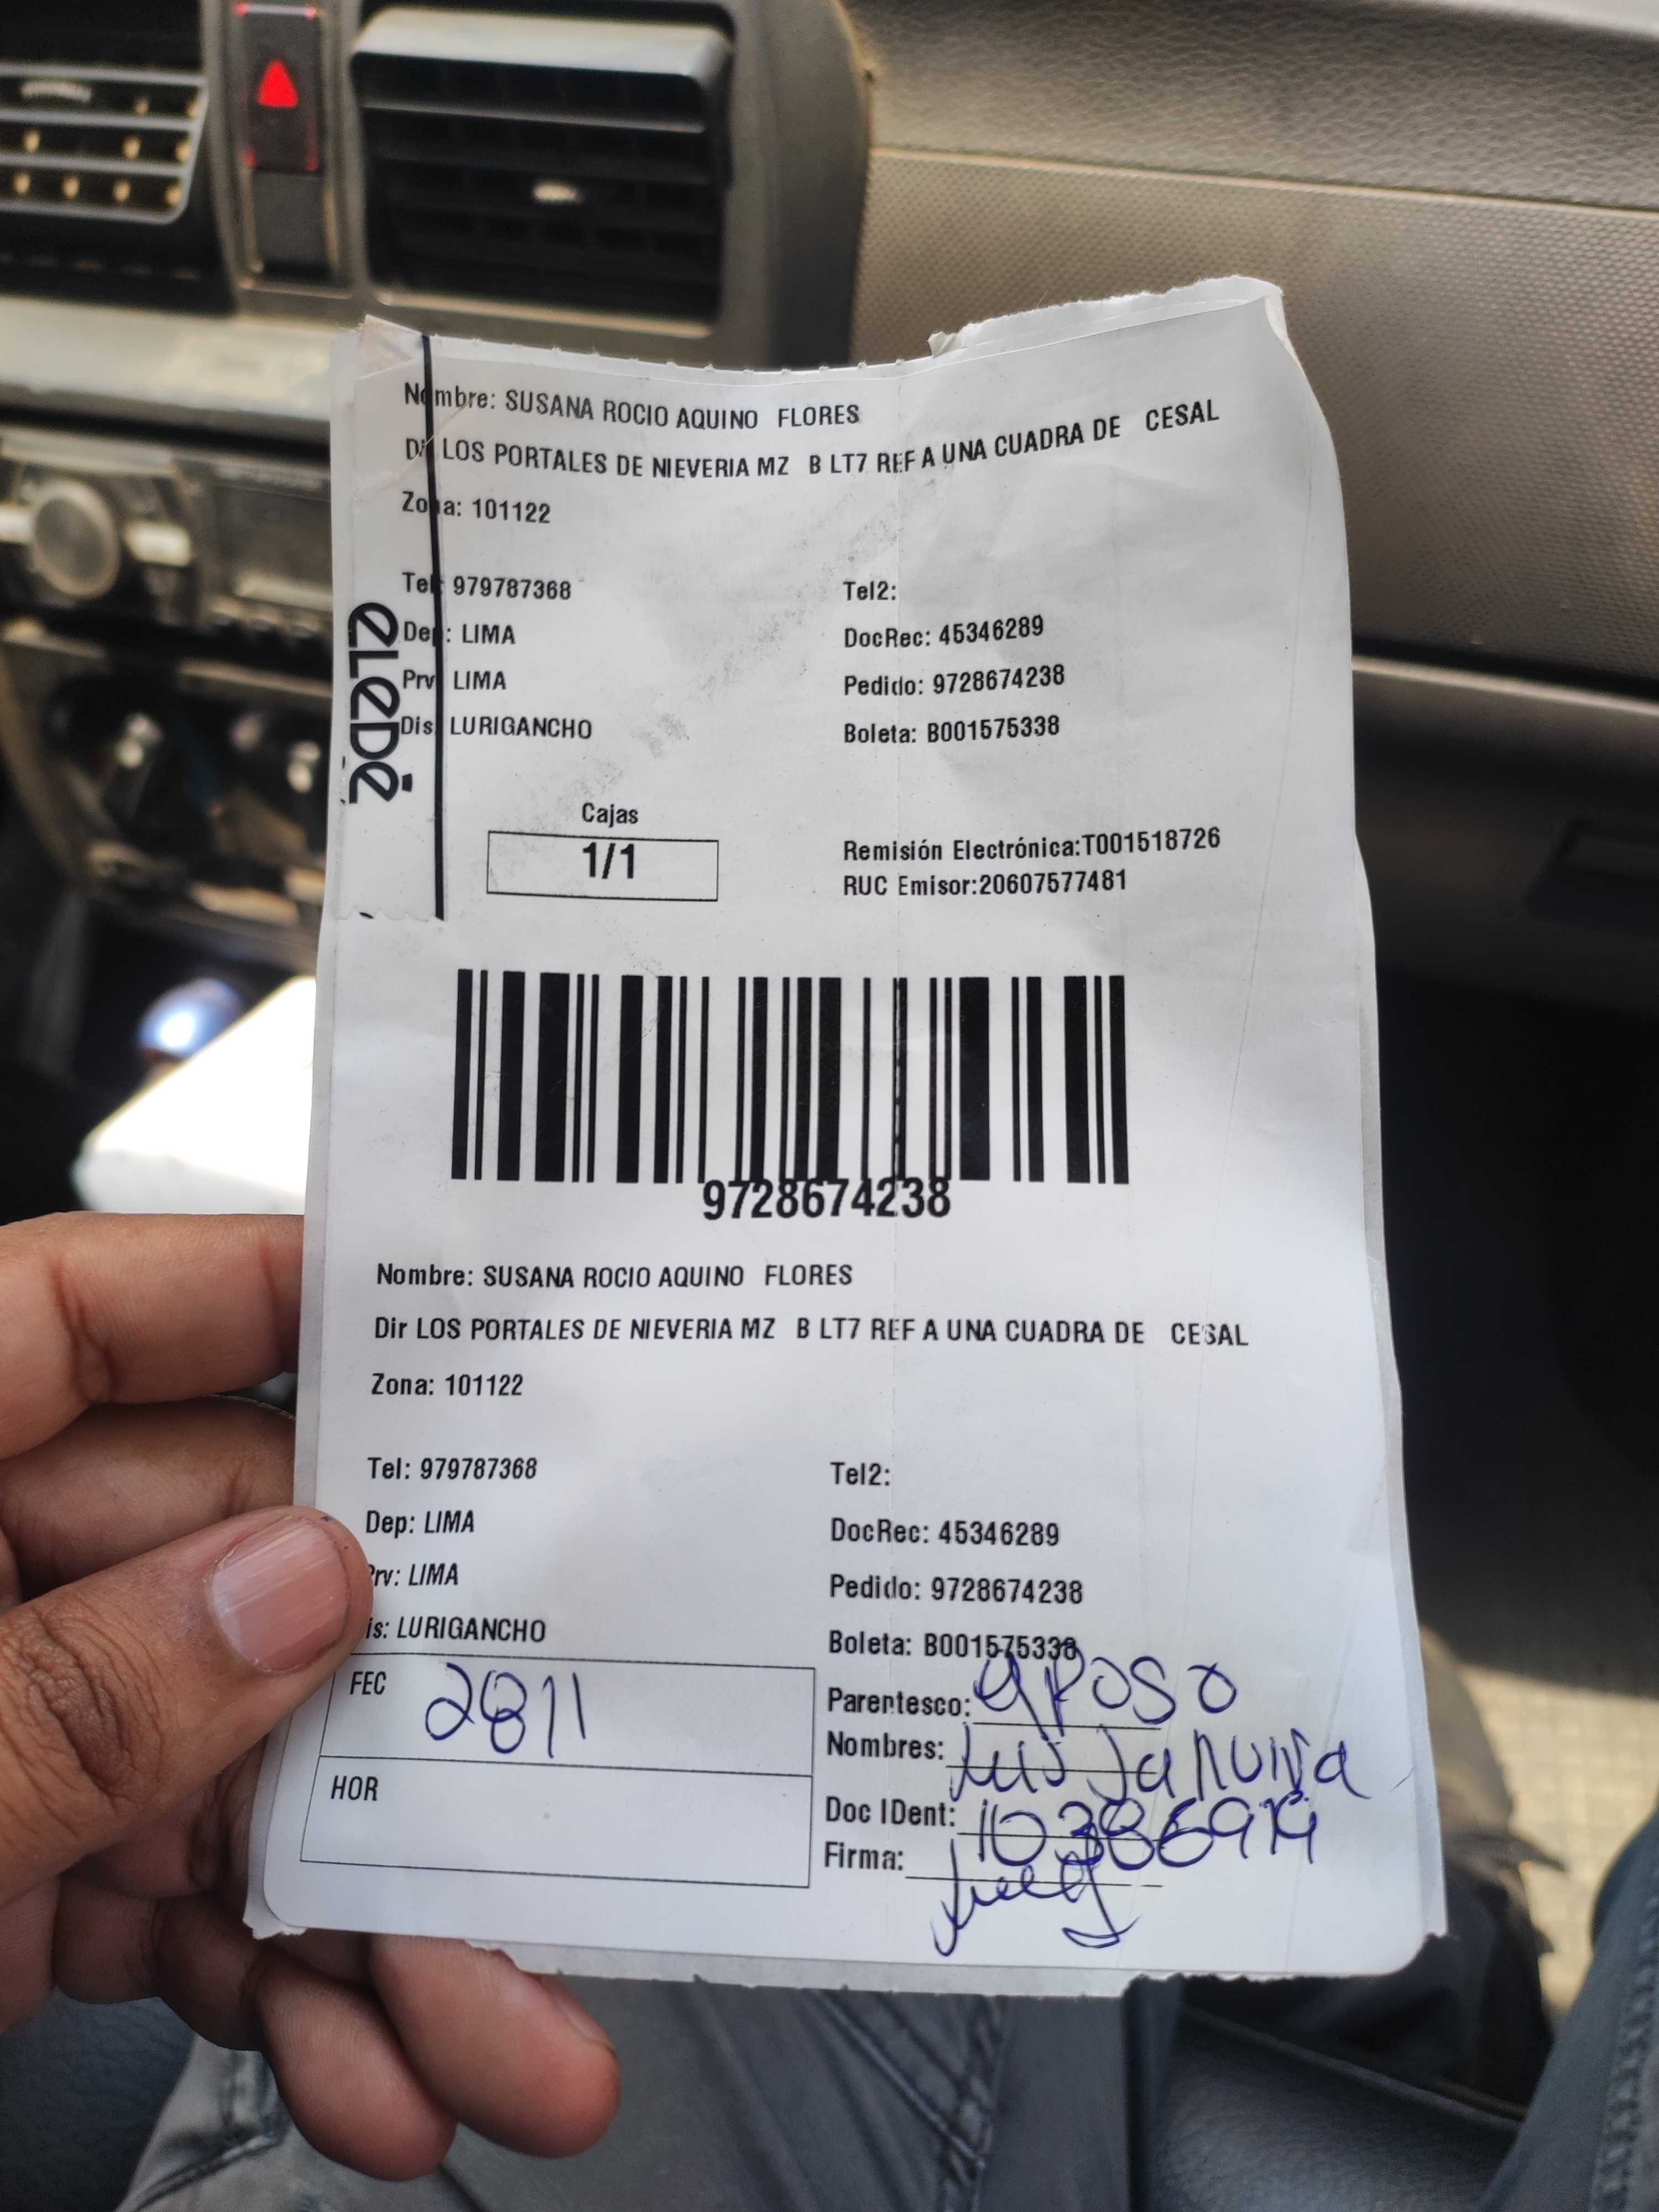 Nombre: SUSANA ROCIO AQUINO FLORES
Dir LOS PORTALES DE NIEVERIA MZ B LT7 REF A UNA CUADRA DE CESAL
Zona: 101122
Tel: 979787368 Tel2:
Dep: LIMA DocRec: 45346289
Prv: LIMA Pedido: 9728674238
Dis: LURIGANCHO Boleta: B001575338
eLeDé
Cajas
1/1
Remisión Electrónica:T001518726
RUC Emisor:20607577481
9728674238
Nombre: SUSANA ROCIO AQUINO FLORES
Dir LOS PORTALES DE NIEVERIA MZ B LT7 REF A UNA CUADRA DE CESAL
Zona: 101122
Tel: 979787368 Tel2:
Dep: LIMA DocRec: 45346289
Prv: LIMA Pedido: 9728674238
is: LURIGANCHO Boleta: B001575338
FEC 2811
Parentesco: esposo
Nombres: Luis
HOR
Doc IDent:
Firma: